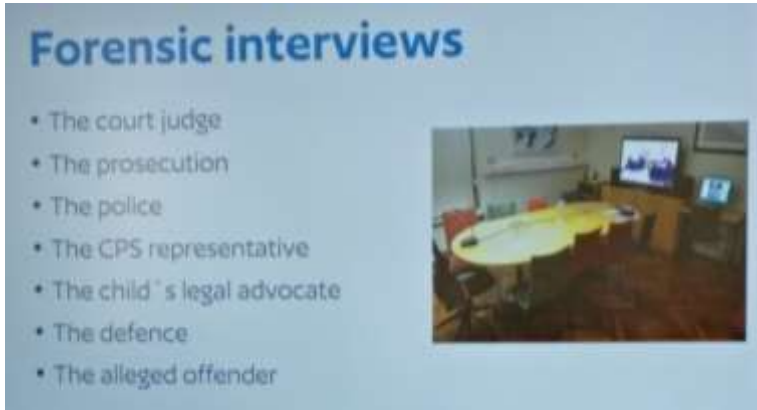 Forensic interviews
• The court judge
• The prosecution
• The police
• The CPS representative
• The child´s legal advocate
• The defence
• The alleged offender